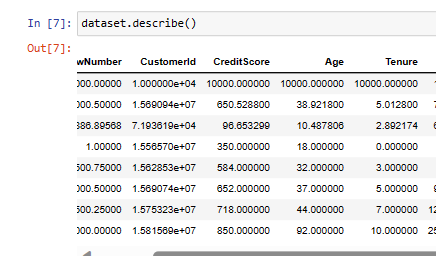 In [7]: dataset.describe()
Out[7]:
wNumber CustomerId CreditScore Age Tenure
000.00000 1.000000e+04 10000.000000 10000.000000 10000.000000
000.50000 1.569094e+07 650.528800 38.921800 5.012800
886.89568 7.193619e+04 96.653299 10.487806 2.892174
1.00000 1.556570e+07 350.000000 18.000000 0.000000
500.75000 1.562853e+07 584.000000 32.000000 3.000000
000.50000 1.569074e+07 652.000000 37.000000 5.000000
500.25000 1.575323e+07 718.000000 44.000000 7.000000 12
000.00000 1.581569e+07 850.000000 92.000000 10.000000 25